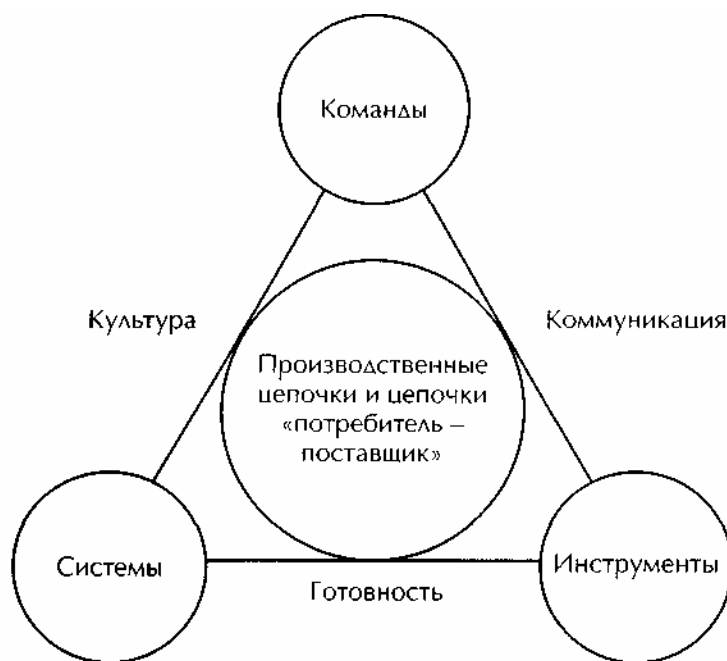 Команды
Культура
Коммуникация
Производственные
цепочки и цепочки
«потребитель –
поставщик»
Системы
Инструменты
Готовность